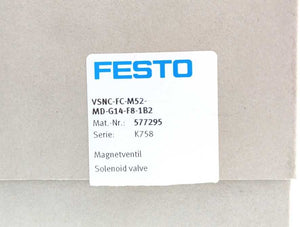 FESTO
VSNC-FC-M52-
MD-G14-F8-1B2
Mat.-Nr.: 577295
Serie: K758
Magnetventil
Solenoid valve